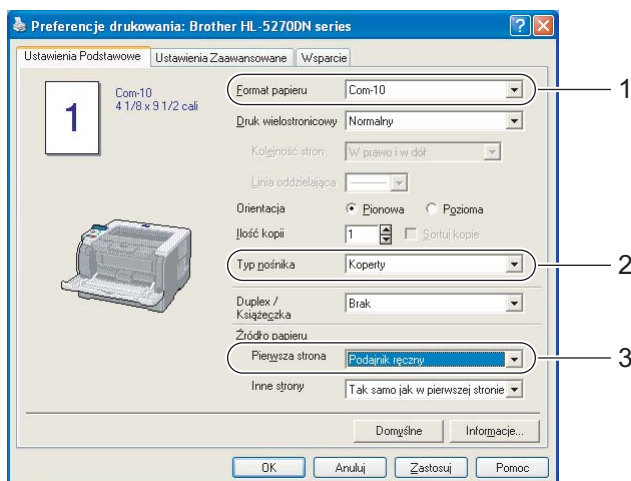 Preferencje drukowania: Brother HL-5270DN series
Ustawienia Podstawowe Ustawienia Zaawansowane Wsparcie
1
Com-10
4 1/8 x 9 1/2 cali
Format papieru Com-10 1
Druk wielostronicowy Normalny
Kolejność stron W prawo i w dół
Linia oddzielająca
Orientacja Pionowa Pozioma
Ilość kopii 1 Sortuj kopie
Typ nośnika Koperty 2
Duplex / Książeczka Brak
Źródło papieru
Pierwsza strona Podajnik ręczny 3
Inne strony Tak samo jak w pierwszej stronie
Domyślne Informacje...
OK Anuluj Zastosuj Pomoc